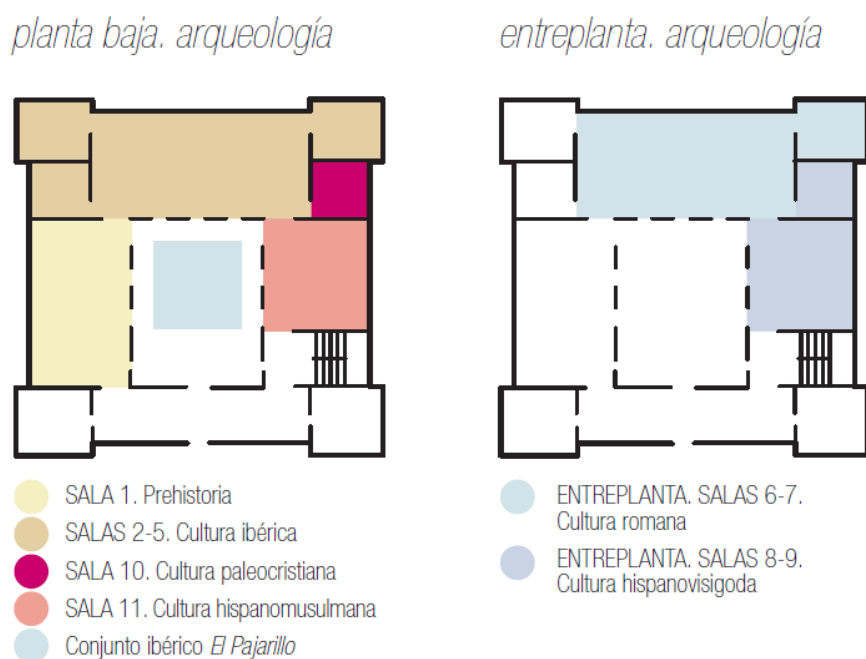 planta baja. arqueología
SALA 1. Prehistoria
SALAS 2-5. Cultura ibérica
SALA 10. Cultura paleocristiana
SALA 11. Cultura hispanomusulmana
Conjunto ibérico El Pajarillo
entreplanta. arqueología
ENTREPLANTA. SALAS 6-7.
Cultura romana
ENTREPLANTA. SALAS 8-9.
Cultura hispanovisigoda